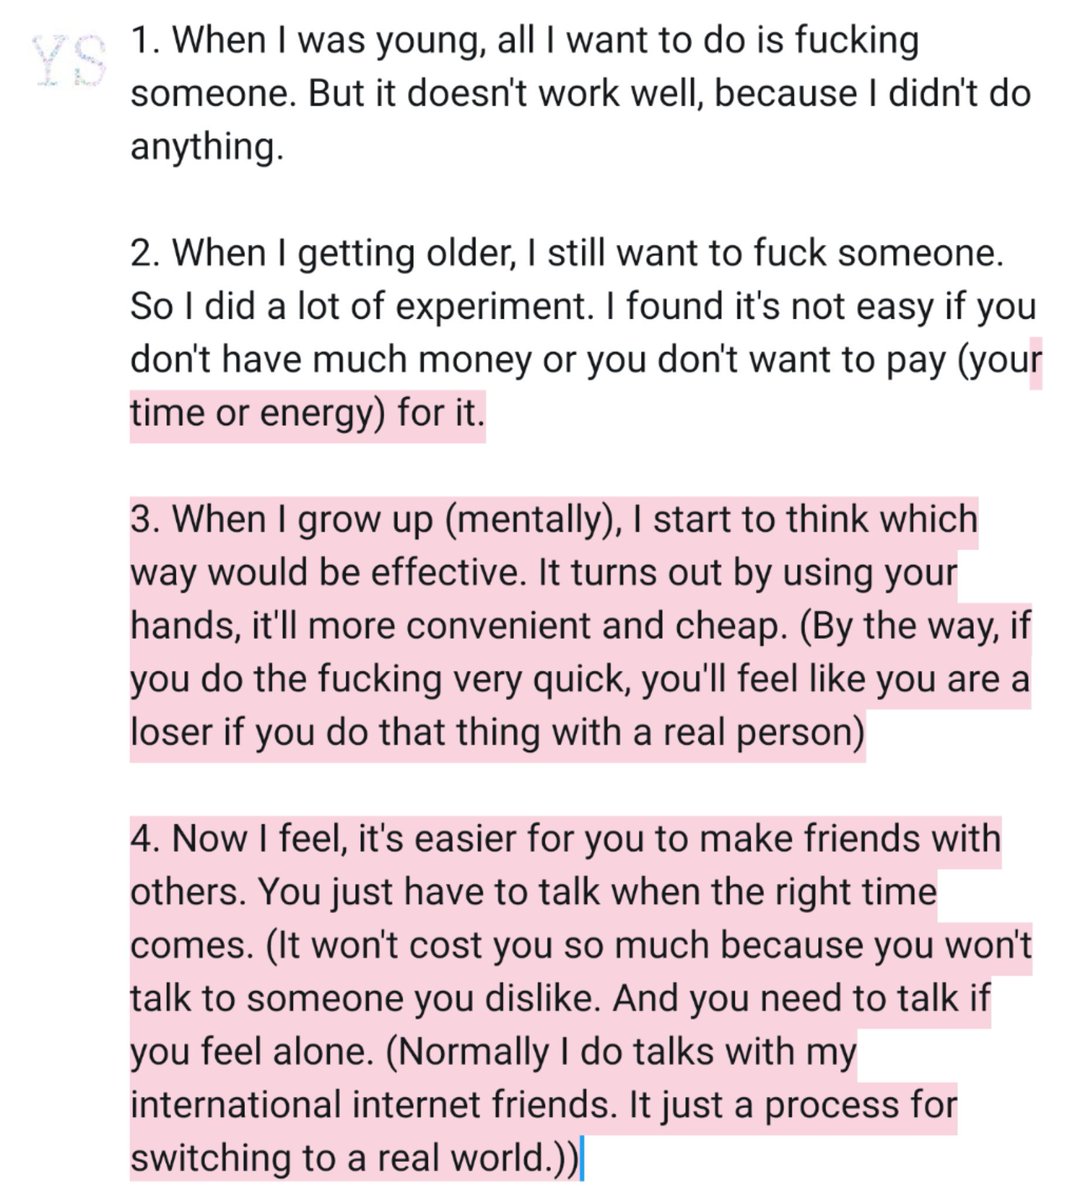 YS
1. When I was young, all I want to do is fucking
someone. But it doesn't work well, because I didn't do
anything.
2. When I getting older, I still want to fuck someone.
So I did a lot of experiment. I found it's not easy if you
don't have much money or you don't want to pay (your
time or energy) for it.
3. When I grow up (mentally), I start to think which
way would be effective. It turns out by using your
hands, it'll more convenient and cheap. (By the way, if
you do the fucking very quick, you'll feel like you are a
loser if you do that thing with a real person)
4. Now I feel, it's easier for you to make friends with
others. You just have to talk when the right time
comes. (It won't cost you so much because you won't
talk to someone you dislike. And you need to talk if
you feel alone. (Normally I do talks with my
international internet friends. It just a process for
switching to a real world.))